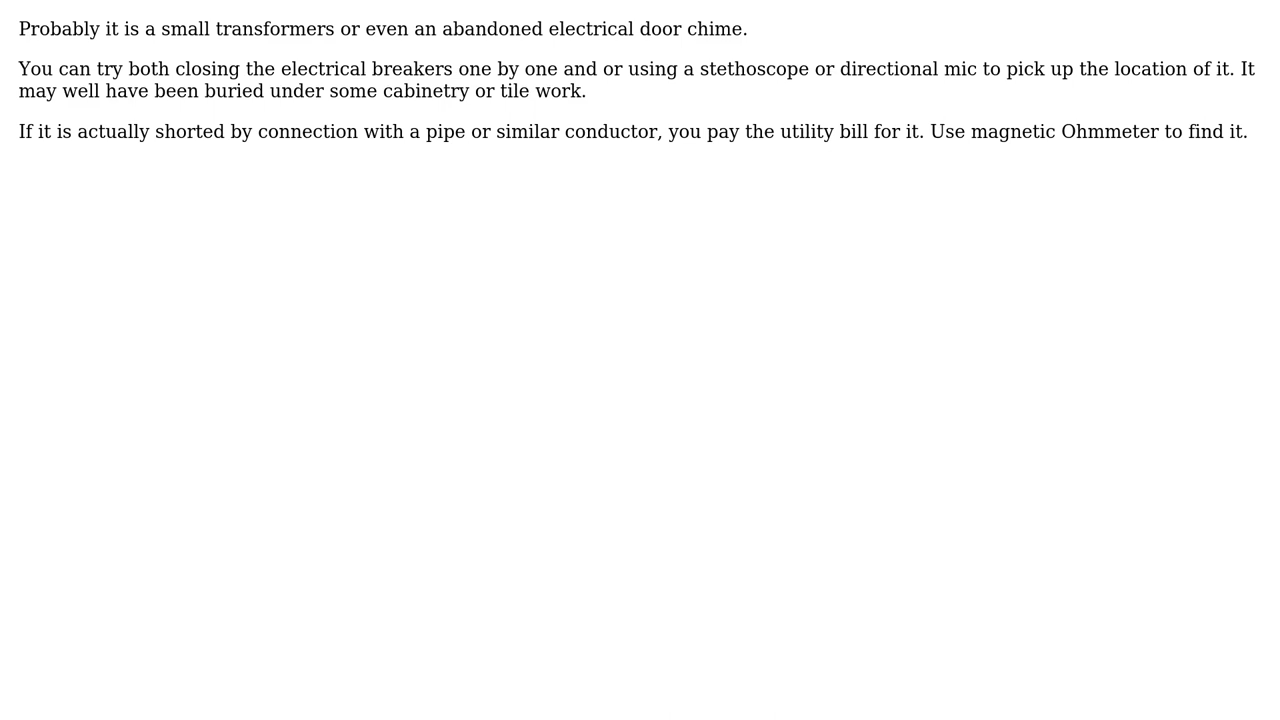 Probably it is a small transformers or even an abandoned electrical door chime.
You can try both closing the electrical breakers one by one and or using a stethoscope or directional mic to pick up the location of it. It
may well have been buried under some cabinetry or tile work.
If it is actually shorted by connection with a pipe or similar conductor, you pay the utility bill for it. Use magnetic Ohmmeter to find it.